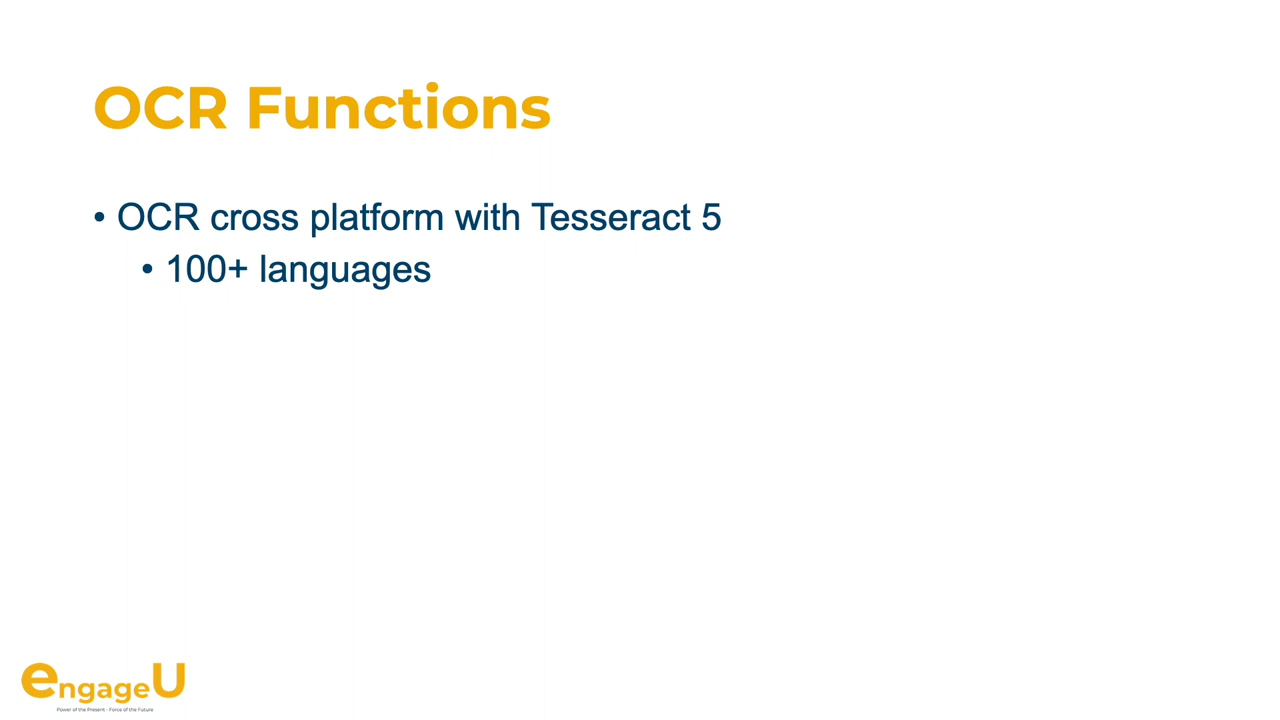 OCR Functions
• OCR cross platform with Tesseract 5
• 100+ languages
engageU
Power of the Present - Force of the Future